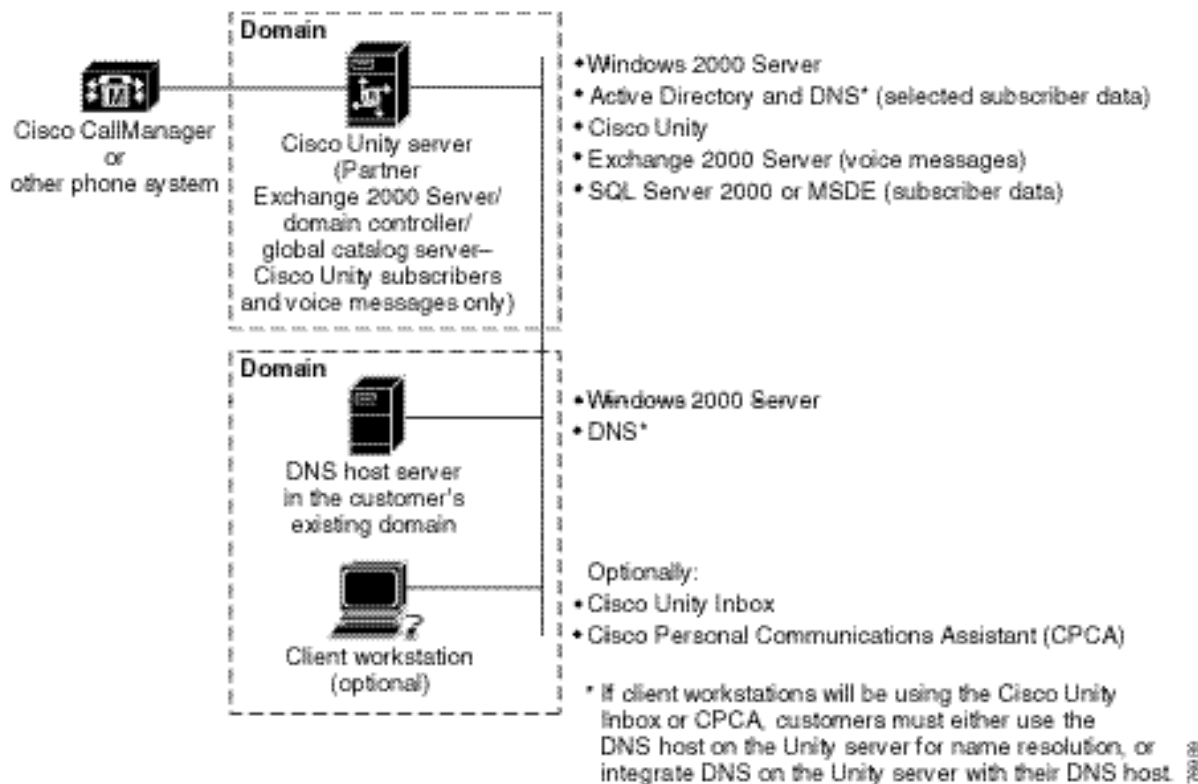 Domain
Cisco CallManager
or
other phone system
Cisco Unity server
(Partner
Exchange 2000 Server/
domain controller/
global catalog server–
Cisco Unity subscribers
and voice messages only)
• Windows 2000 Server
• Active Directory and DNS* (selected subscriber data)
• Cisco Unity
• Exchange 2000 Server (voice messages)
• SQL Server 2000 or MSDE (subscriber data)
Domain
DNS host server
in the customer's
existing domain
• Windows 2000 Server
• DNS*
Client workstation
(optional)
Optionally:
• Cisco Unity Inbox
• Cisco Personal Communications Assistant (CPCA)
* If client workstations will be using the Cisco Unity
Inbox or CPCA, customers must either use the
DNS host on the Unity server for name resolution, or
integrate DNS on the Unity server with their DNS host.